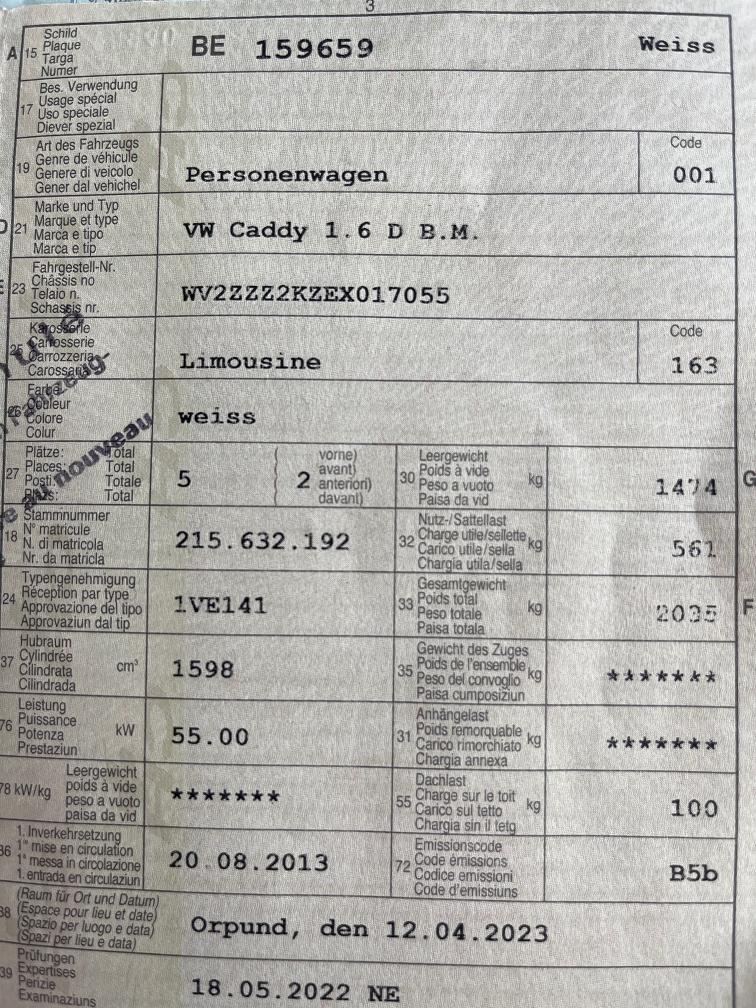 3
A 15 Schild BE 159659 Weiss
Plaque
Targa
Numer
17 Bes. Verwendung
Usage spécial
Uso speciale
Diever spezial
19 Art des Fahrzeugs Code
Genre de véhicule
Genere di veicolo Personenwagen 001
Gener dal vehichel
D 21 Marke und Typ
Marque et type
Marca e tipo VW Caddy 1.6 D B.M.
Marca e tip
E 23 Fahrgestell-Nr.
Châssis no
Telaio n. WV2ZZZ2KZEX017055
Schassis nr.
25 Karosserie Code
Carrosserie
Carrozzeria Limousine 163
Carossaria
26 Farbe
Couleur
Colore weiss
Colur
27 Plätze: Total vorne)
Places: Total 5 ( 2 avant)
Posti: Totale anteriori)
Plazs: Total davant)
30 Leergewicht
Poids à vide kg 1474 G
Peso a vuoto
Paisa da vid
18 Stammnummer
N° matricule 215.632.192
N. di matricola
Nr. da matricla
32 Nutz-/Sattellast
Charge utile/sellette kg 561
Carico utile/sella
Chargia utila/sella
24 Typengenehmigung
Réception par type 1VE141
Approvazione del tipo
Approvaziun dal tip
33 Gesamtgewicht
Poids total kg 2035 F
Peso totale
Paisa totala
37 Hubraum
Cylindrée cm³ 1598
Cilindrata
Cilindrada
35 Gewicht des Zuges
Poids de l'ensemble kg *******
Peso del convoglio
Paisa cumposiziun
76 Leistung
Puissance kW 55.00
Potenza
Prestaziun
31 Anhängelast
Poids remorquable kg *******
Carico rimorchiato
Chargia annexa
78 kW/kg Leergewicht
poids à vide *******
peso a vuoto
paisa da vid
55 Dachlast
Charge sur le toit kg 100
Carico sul tetto
Chargia sin il tetg
36 1. Inverkehrsetzung
1re mise en circulation 20.08.2013
1a messa in circolazione
1. entrada en circulaziun
72 Emissionscode
Code émissions B5b
Codice emissioni
Code d'emissiuns
38 (Raum für Ort und Datum)
(Espace pour lieu et date) Orpund, den 12.04.2023
(Spazio per luogo e data)
(Spazi per lieu e data)
39 Prüfungen
Expertises 18.05.2022 NE
Perizie
Examinaziuns
Fahrzeug-
au nouveau